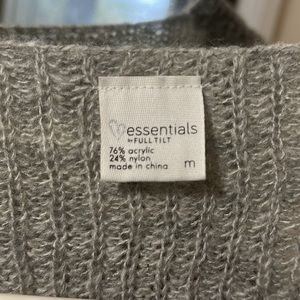 essentials
by FULL TILT
76% acrylic
24% nylon
made in china m